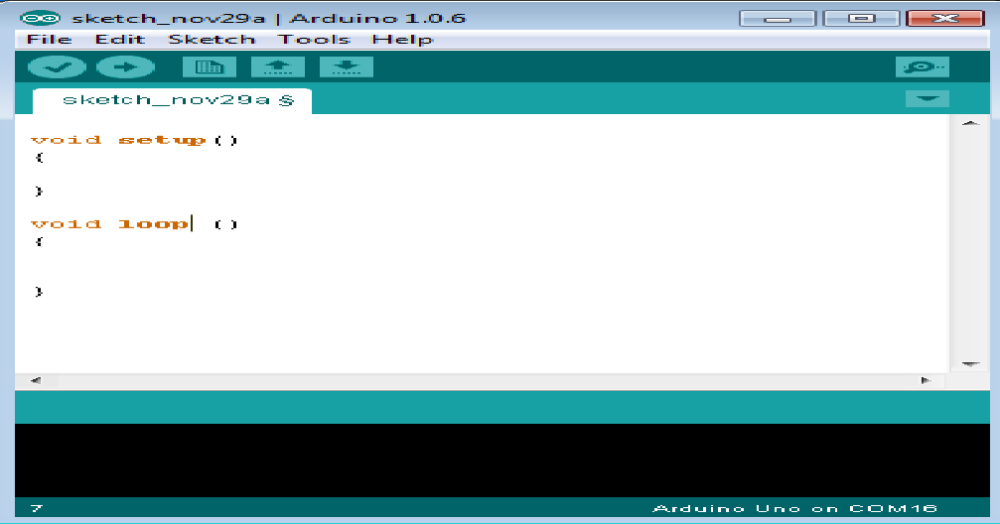 sketch_nov29a | Arduino 1.0.6
File Edit Sketch Tools Help
sketch_nov29a §
void setup()
{
}
void loop ()
{
}
7 Arduino Uno on COM16